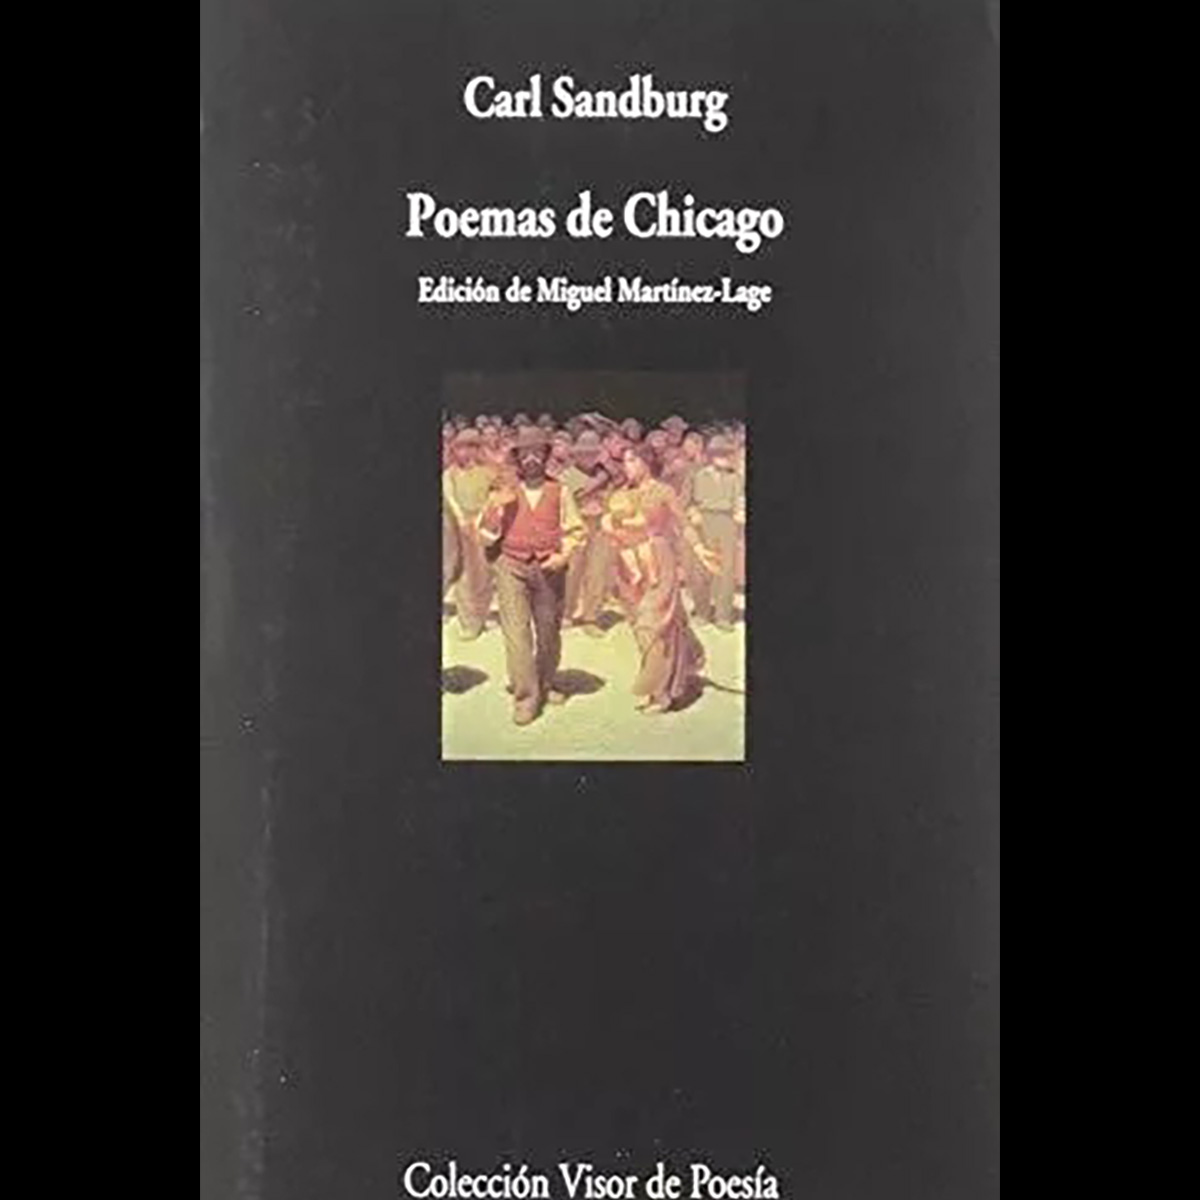 Carl Sandburg
Poemas de Chicago
Edición de Miguel Martínez-Lage
Colección Visor de Poesía